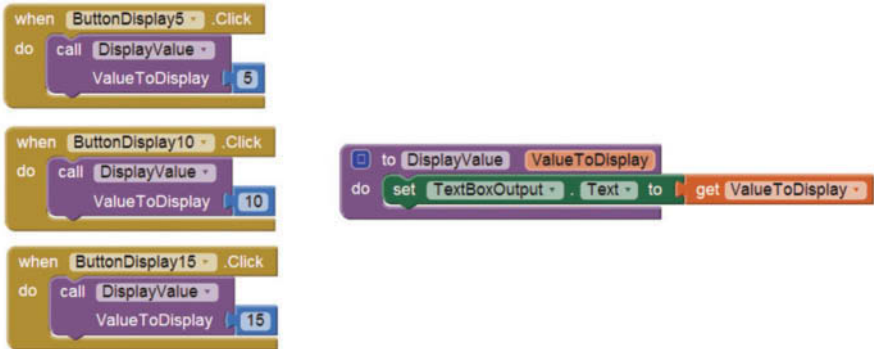 when ButtonDisplay5 .Click
do call DisplayValue
ValueToDisplay 5
when ButtonDisplay10 .Click
do call DisplayValue
ValueToDisplay 10
when ButtonDisplay15 .Click
do call DisplayValue
ValueToDisplay 15
to DisplayValue ValueToDisplay
do set TextBoxOutput . Text to get ValueToDisplay